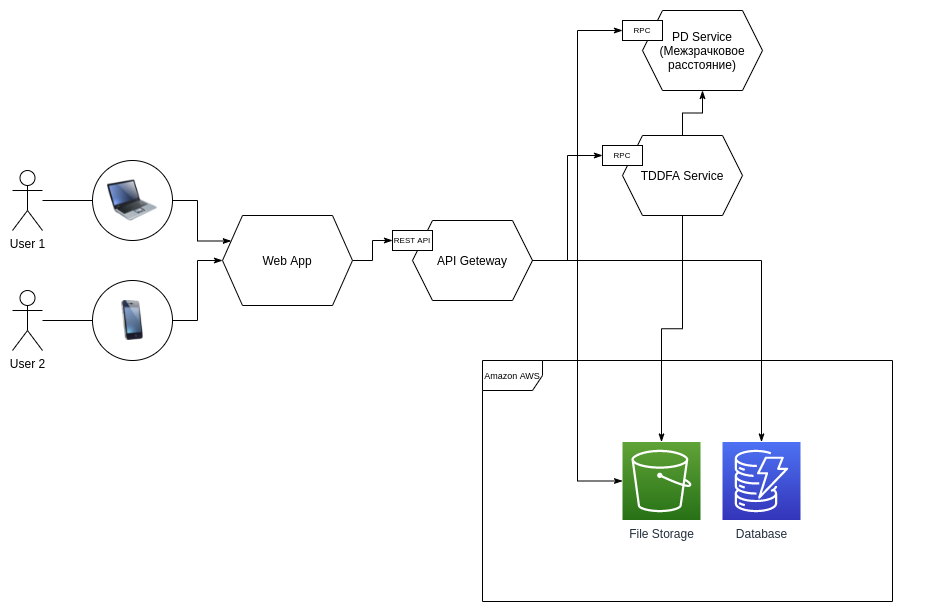 RPC
PD Service
(Межзрачковое
расстояние)
RPC
TDDFA Service
User 1
REST API
Web App
API Geteway
User 2
Amazon AWS
File Storage
Database